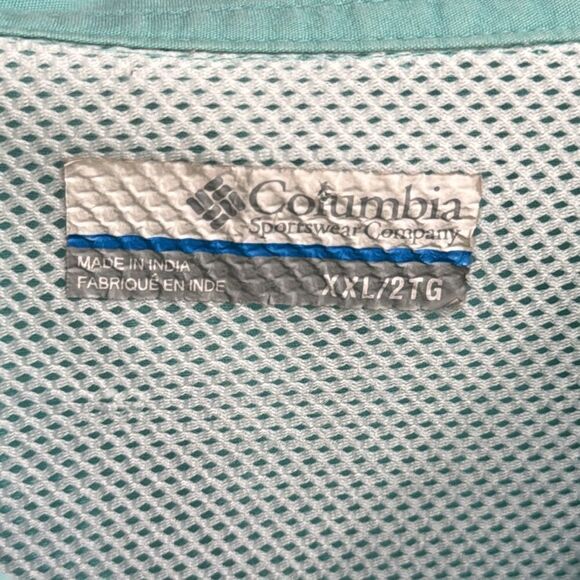 Columbia
Sportswear Company
MADE IN INDIA
FABRIQUÉ EN INDE
XXL/2TG